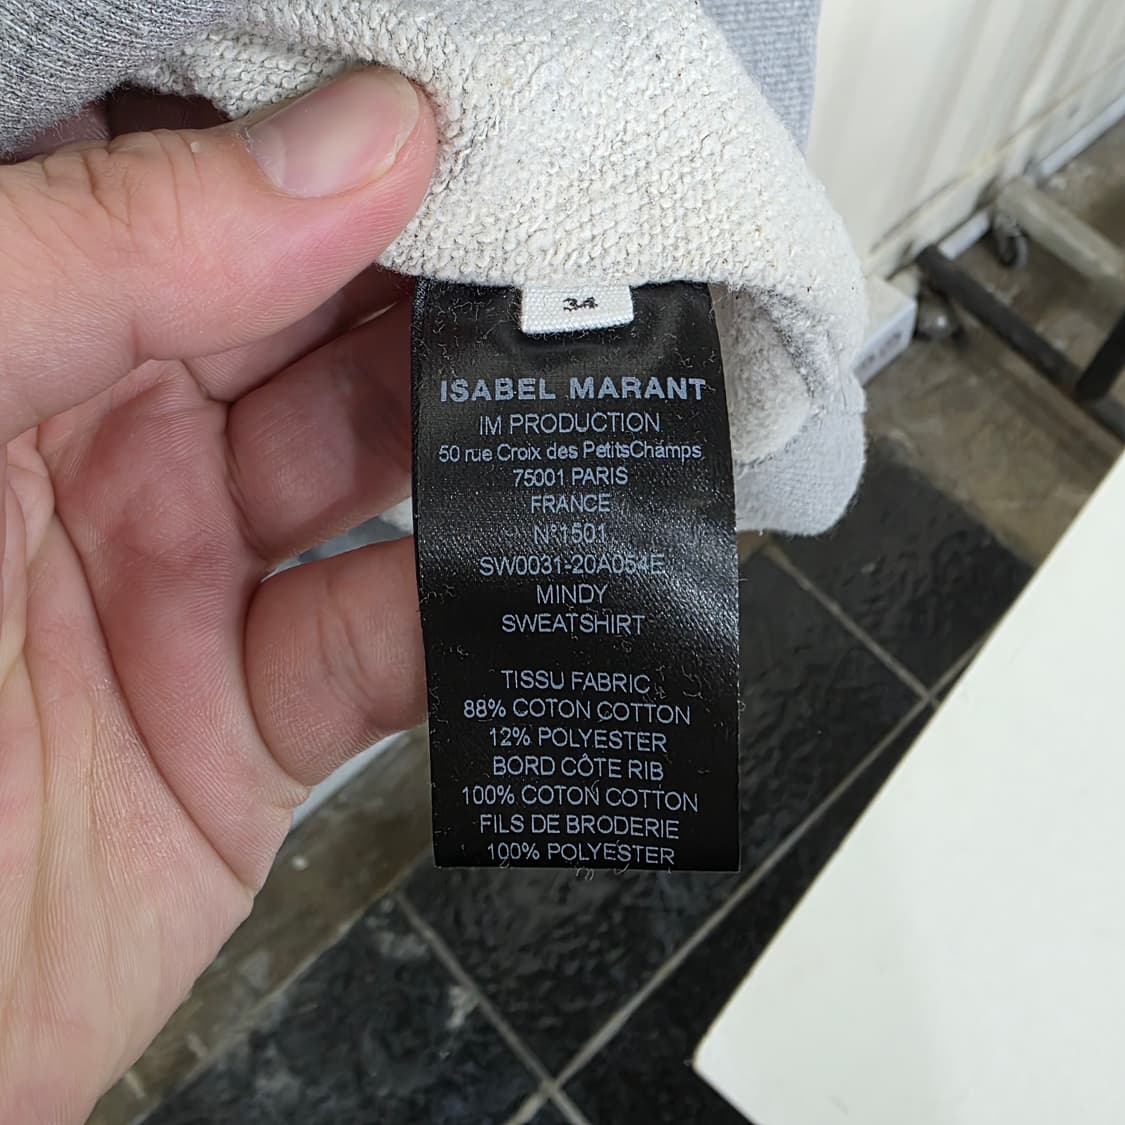 34
ISABEL MARANT
IM PRODUCTION
50 rue Croix des PetitsChamps
75001 PARIS
FRANCE
N°1501
SW0031-20A054E
MINDY
SWEATSHIRT
TISSU FABRIC
88% COTON COTTON
12% POLYESTER
BORD CÔTE RIB
100% COTON COTTON
FILS DE BRODERIE
100% POLYESTER